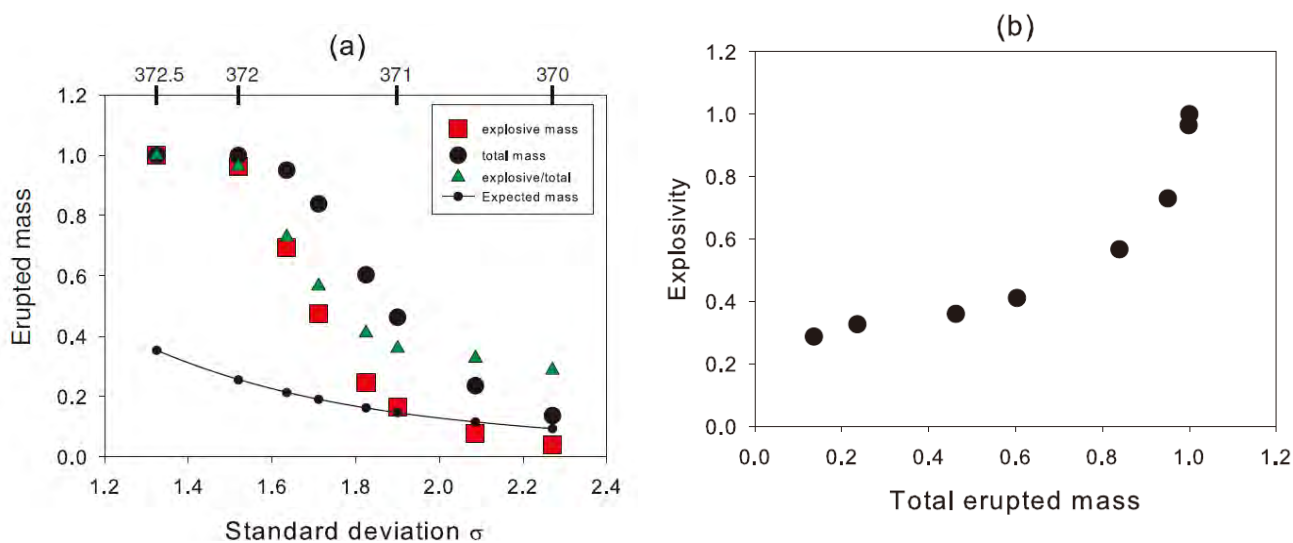 (a)
372.5 372 371 370
1.2
1.0
0.8
0.6
0.4
0.2
0.0
Erupted mass
explosive mass
total mass
explosive/total
Expected mass
1.2 1.4 1.6 1.8 2.0 2.2 2.4
Standard deviation σ
(b)
1.2
1.0
0.8
0.6
0.4
0.2
0.0
Explosivity
0.0 0.2 0.4 0.6 0.8 1.0 1.2
Total erupted mass